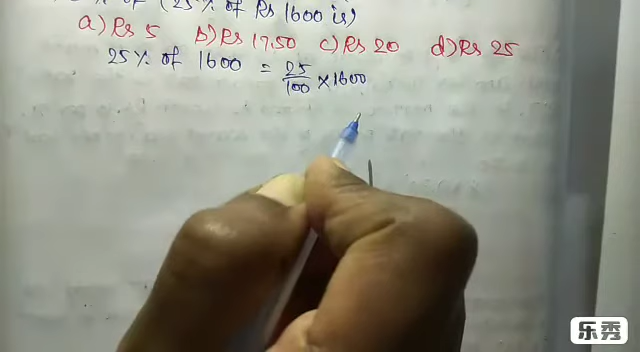 % of (25 % of Rs 1600 is)
a) Rs 5 b) Rs 17.50 c) Rs 20 d) Rs 25
25 % of 1600 = 25/100 × 1600
乐秀